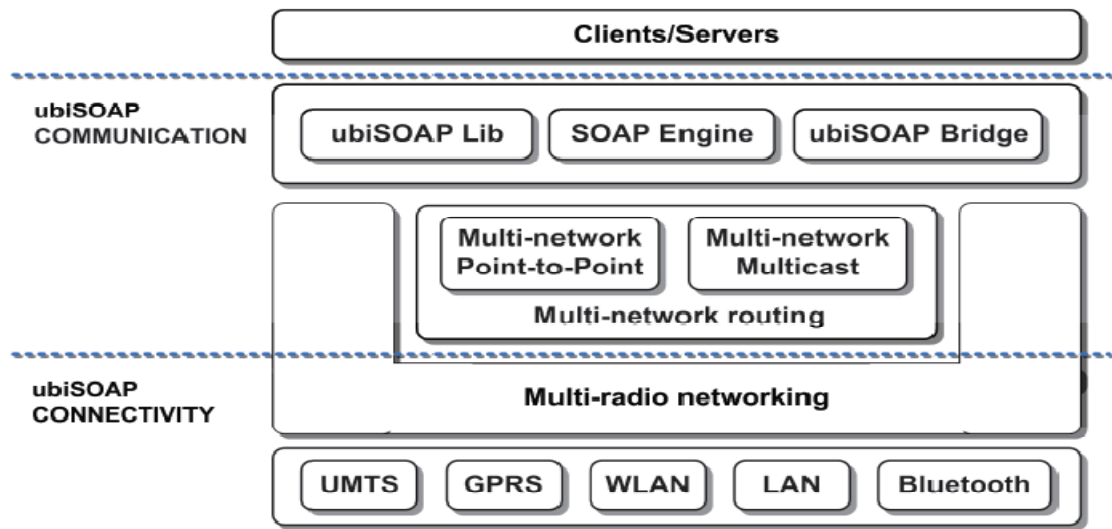 Clients/Servers
ubiSOAP
COMMUNICATION
ubiSOAP Lib
SOAP Engine
ubiSOAP Bridge
Multi-network
Point-to-Point
Multi-network
Multicast
Multi-network routing
ubiSOAP
CONNECTIVITY
Multi-radio networking
UMTS
GPRS
WLAN
LAN
Bluetooth